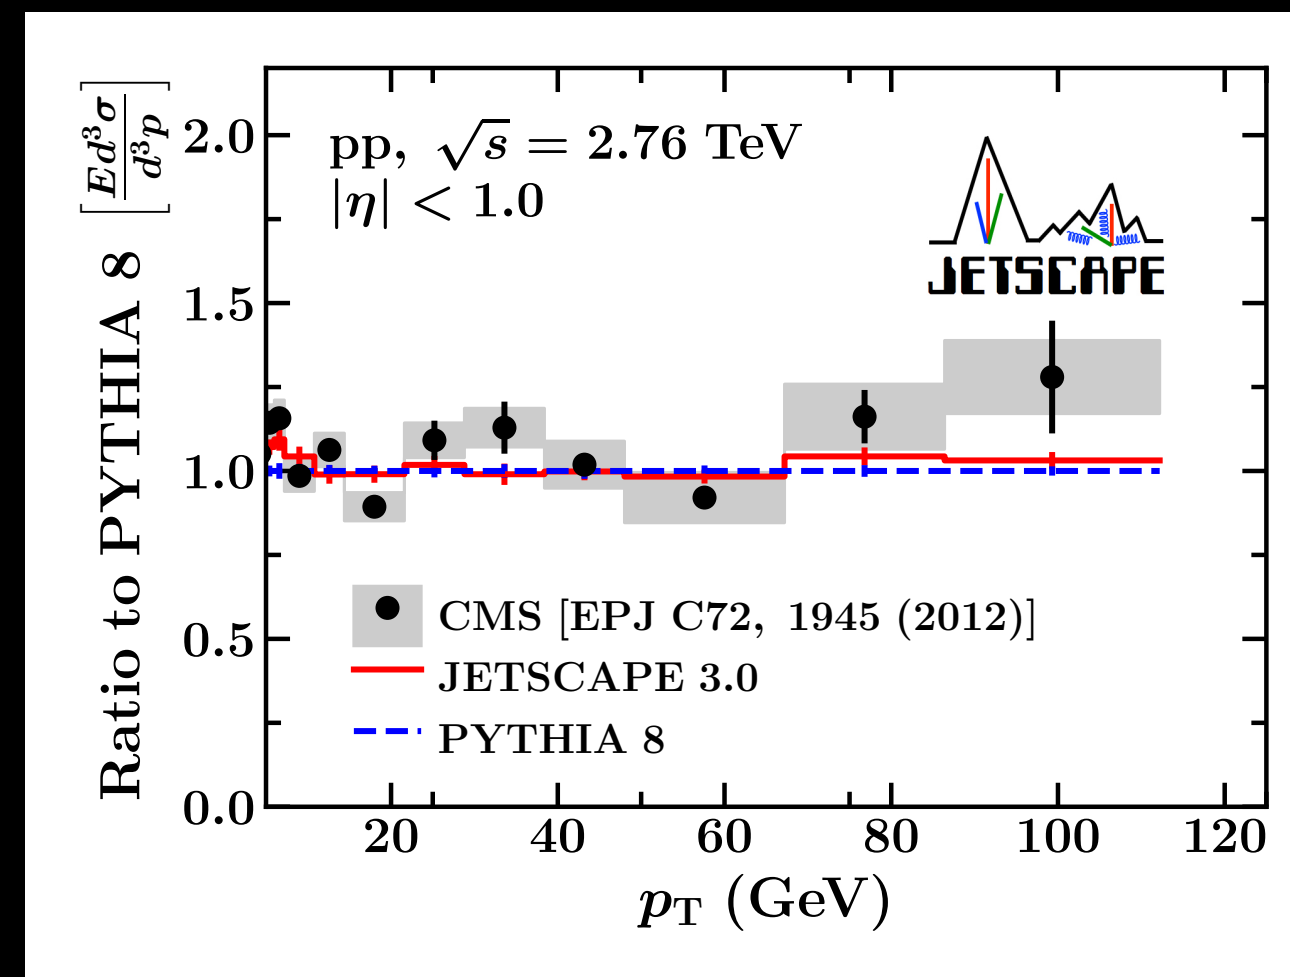 Ratio to PYTHIA 8 [Ed³σ/d³p]
2.0
1.5
1.0
0.5
0.0
pp, √s = 2.76 TeV
|η| < 1.0
JETSCAPE
CMS [EPJ C72, 1945 (2012)]
JETSCAPE 3.0
PYTHIA 8
20 40 60 80 100 120
pT (GeV)